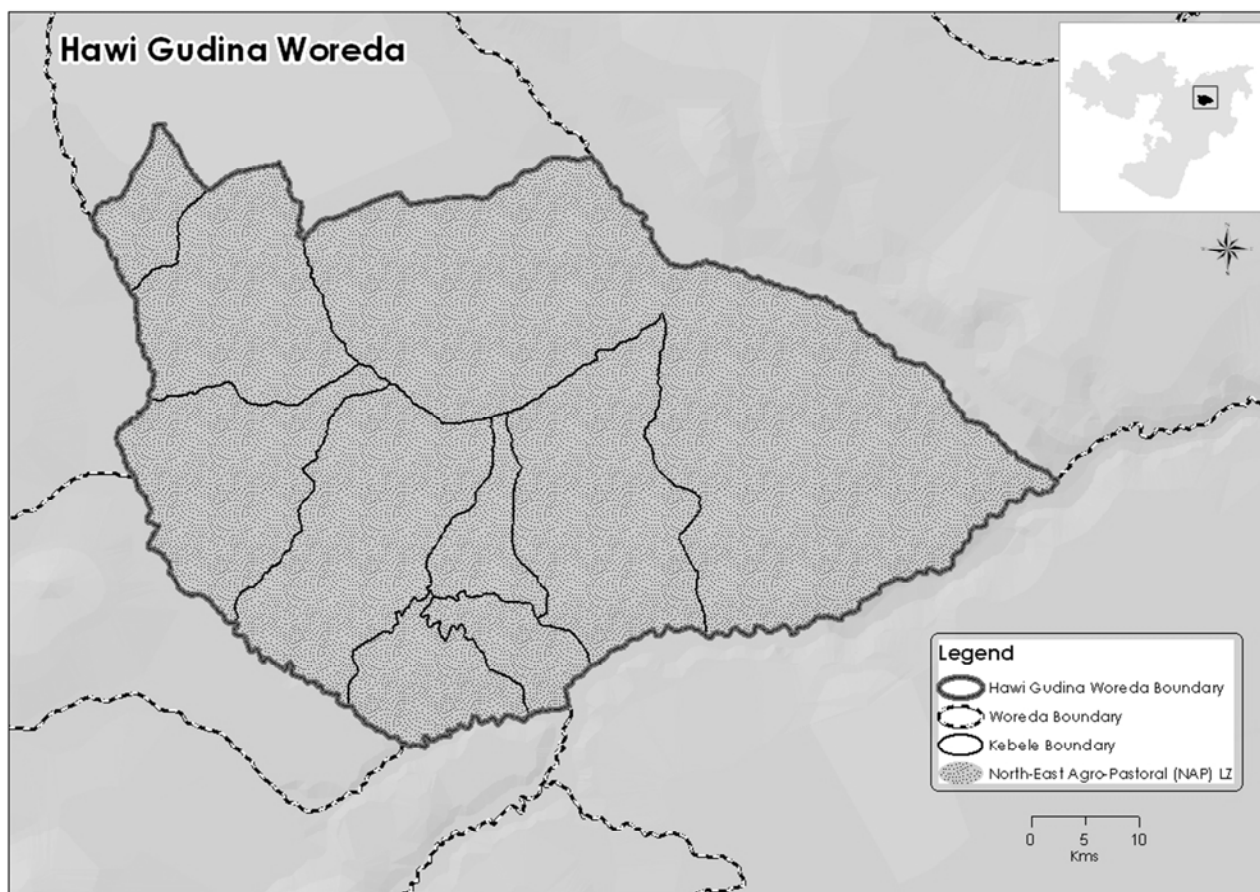 Hawi Gudina Woreda
Legend
Hawi Gudina Woreda Boundary
Woreda Boundary
Kebele Boundary
North-East Agro-Pastoral (NAP) LZ
0 5 10
Kms